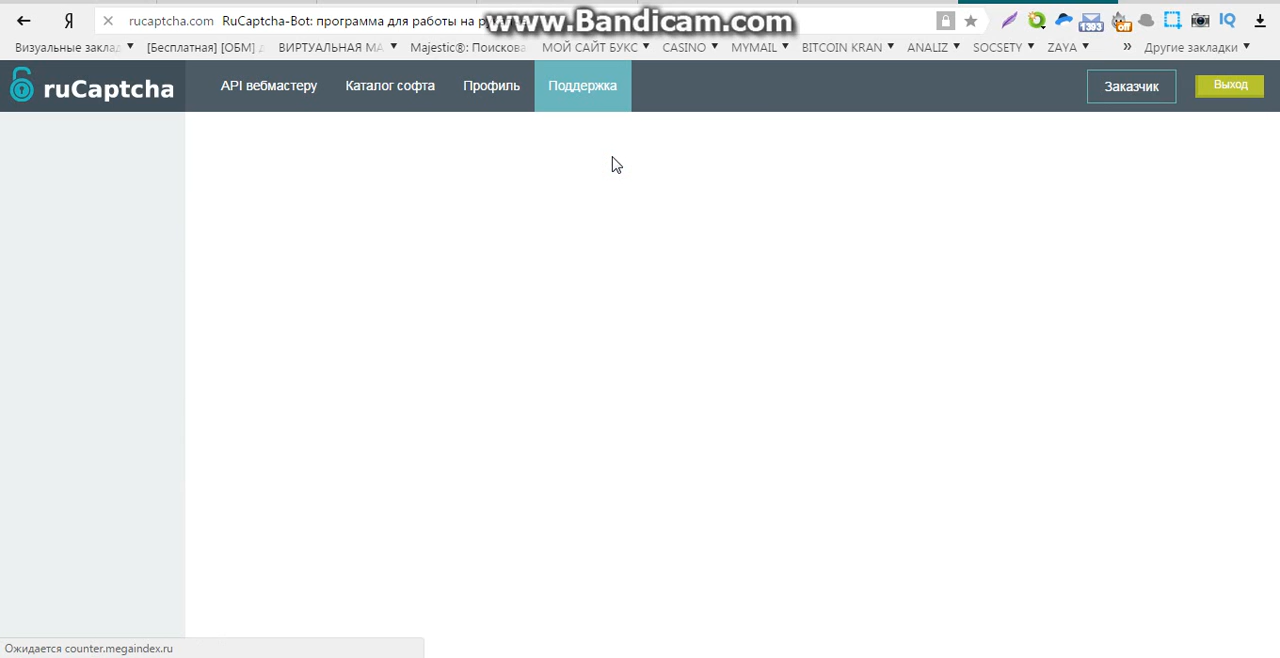 www.Bandicam.com
Я rucaptcha.com RuCaptcha-Bot: программа для работы на IQ
Визуальные заклад [Бесплатная] [ОБМ] ВИРТУАЛЬНАЯ МА Majestic®: Поискова МОЙ САЙТ БУКС CASINO MYMAIL BITCOIN KRAN ANALIZ SOCSETY ZAYA » Другие закладки
ruCaptcha API вебмастеру Каталог софта Профиль Поддержка Заказчик Выход
Ожидается counter.megaindex.ru